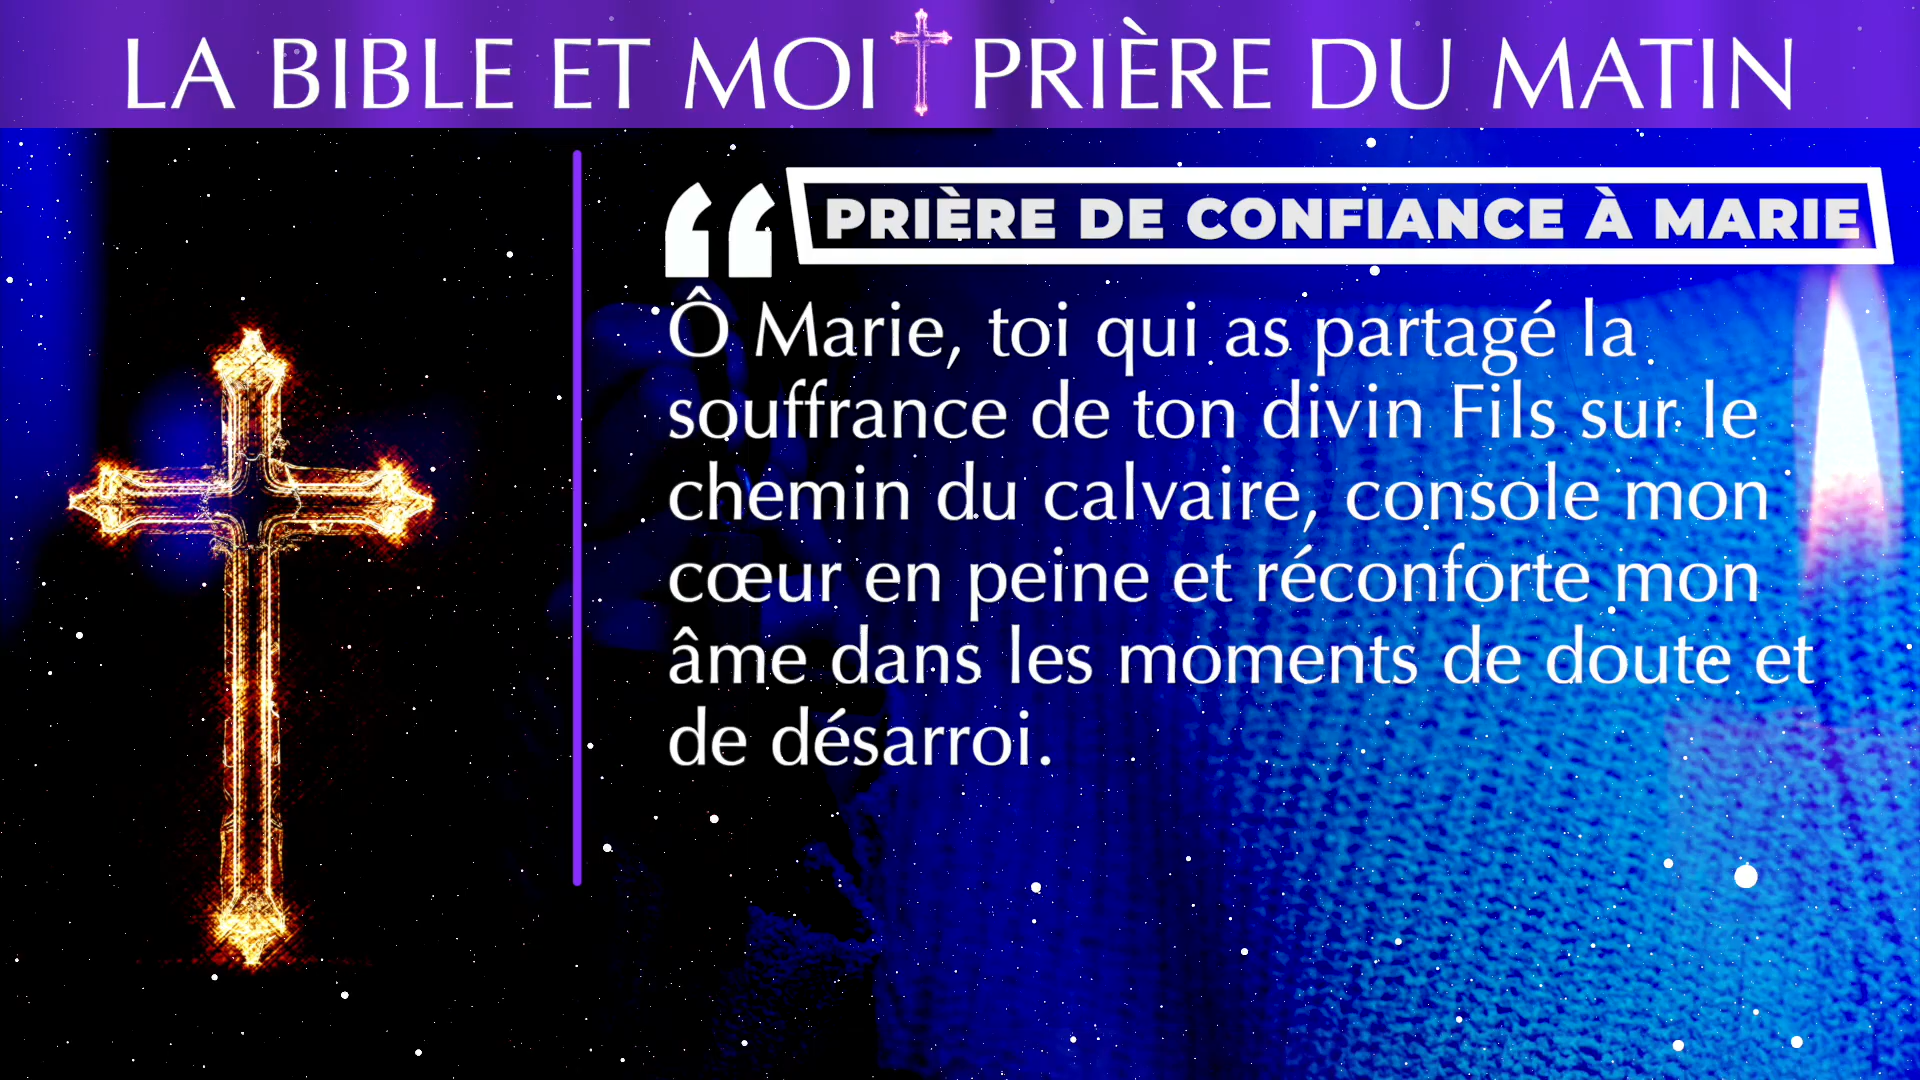 LA BIBLE ET MOI PRIÈRE DU MATIN
PRIÈRE DE CONFIANCE À MARIE
“
Ô Marie, toi qui as partagé la
souffrance de ton divin Fils sur le
chemin du calvaire, console mon
cœur en peine et réconforte mon
âme dans les moments de doute et
de désarroi.